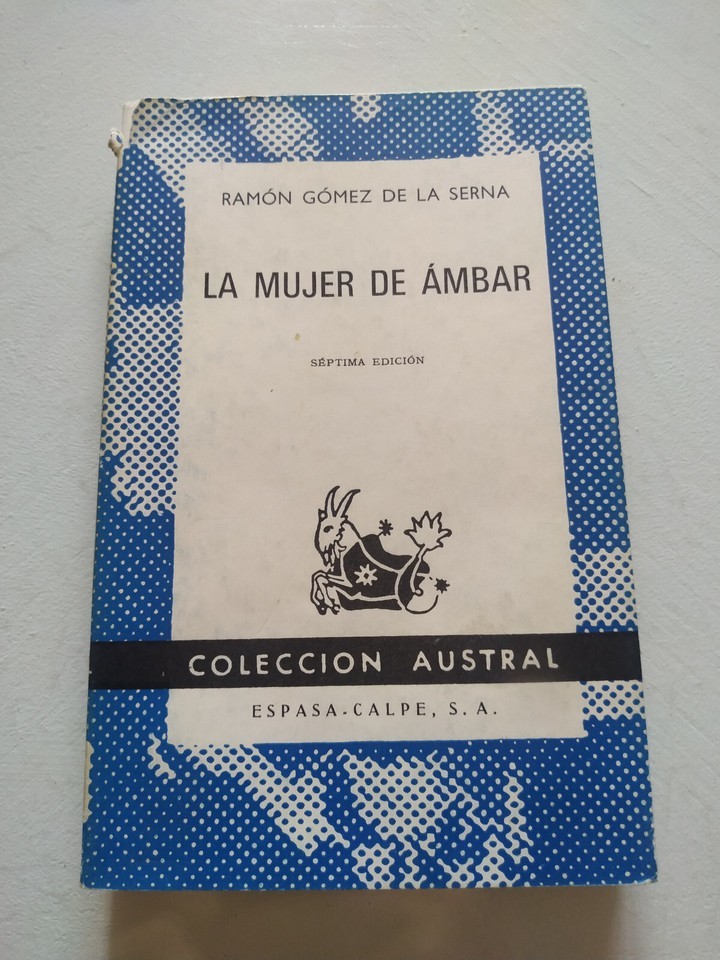 RAMÓN GÓMEZ DE LA SERNA
LA MUJER DE ÁMBAR
SÉPTIMA EDICIÓN
COLECCION AUSTRAL
ESPASA-CALPE, S. A.